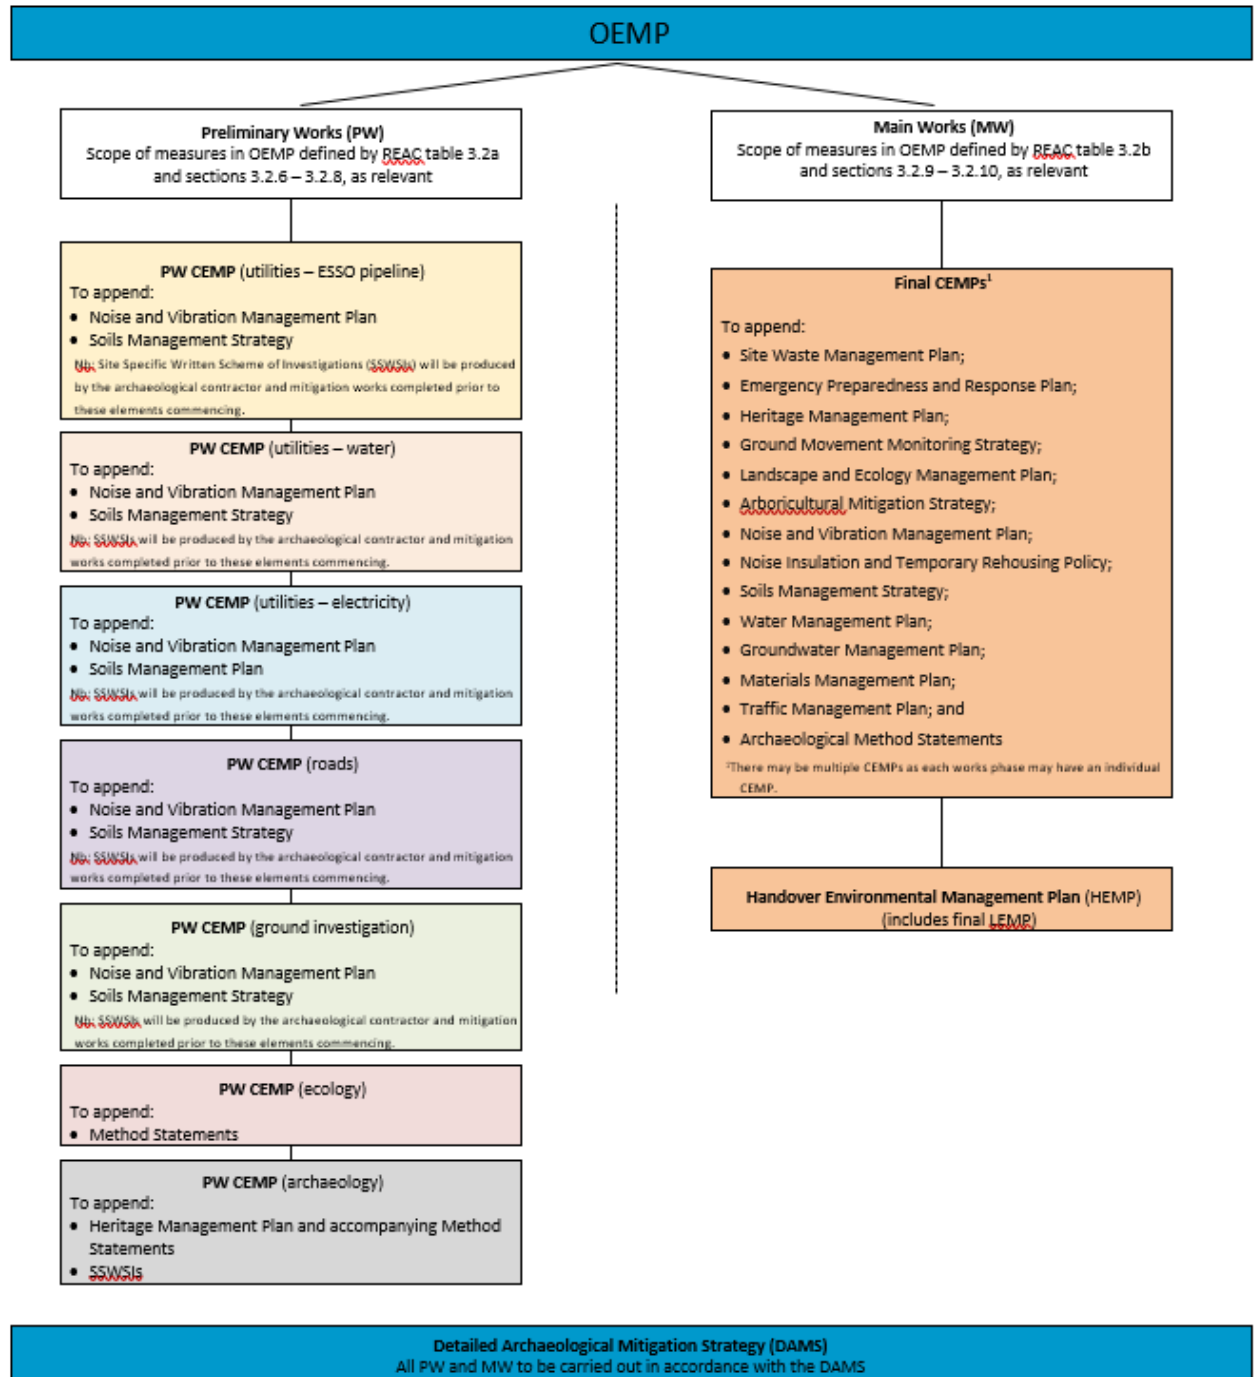 OEMP
Preliminary Works (PW)
Scope of measures in OEMP defined by REAC table 3.2a
and sections 3.2.6 – 3.2.8, as relevant
PW CEMP (utilities – ESSO pipeline)
To append:
• Noise and Vibration Management Plan
• Soils Management Strategy
Nb: Site Specific Written Scheme of Investigations (SSWSIs) will be produced
by the archaeological contractor and mitigation works completed prior to
these elements commencing.
PW CEMP (utilities – water)
To append:
• Noise and Vibration Management Plan
• Soils Management Strategy
Nb: SSWSIs will be produced by the archaeological contractor and mitigation
works completed prior to these elements commencing.
PW CEMP (utilities – electricity)
To append:
• Noise and Vibration Management Plan
• Soils Management Plan
Nb: SSWSIs will be produced by the archaeological contractor and mitigation
works completed prior to these elements commencing.
PW CEMP (roads)
To append:
• Noise and Vibration Management Plan
• Soils Management Strategy
Nb: SSWSIs will be produced by the archaeological contractor and mitigation
works completed prior to these elements commencing.
PW CEMP (ground investigation)
To append:
• Noise and Vibration Management Plan
• Soils Management Strategy
Nb: SSWSIs will be produced by the archaeological contractor and mitigation
works completed prior to these elements commencing.
PW CEMP (ecology)
To append:
• Method Statements
PW CEMP (archaeology)
To append:
• Heritage Management Plan and accompanying Method
Statements
• SSWSIs
Main Works (MW)
Scope of measures in OEMP defined by REAC table 3.2b
and sections 3.2.9 – 3.2.10, as relevant
Final CEMPs¹
To append:
• Site Waste Management Plan;
• Emergency Preparedness and Response Plan;
• Heritage Management Plan;
• Ground Movement Monitoring Strategy;
• Landscape and Ecology Management Plan;
• Arboricultural Mitigation Strategy;
• Noise and Vibration Management Plan;
• Noise Insulation and Temporary Rehousing Policy;
• Soils Management Strategy;
• Water Management Plan;
• Groundwater Management Plan;
• Materials Management Plan;
• Traffic Management Plan; and
• Archaeological Method Statements
¹There may be multiple CEMPs as each works phase may have an individual
CEMP.
Handover Environmental Management Plan (HEMP)
(includes final LEMP)
Detailed Archaeological Mitigation Strategy (DAMS)
All PW and MW to be carried out in accordance with the DAMS